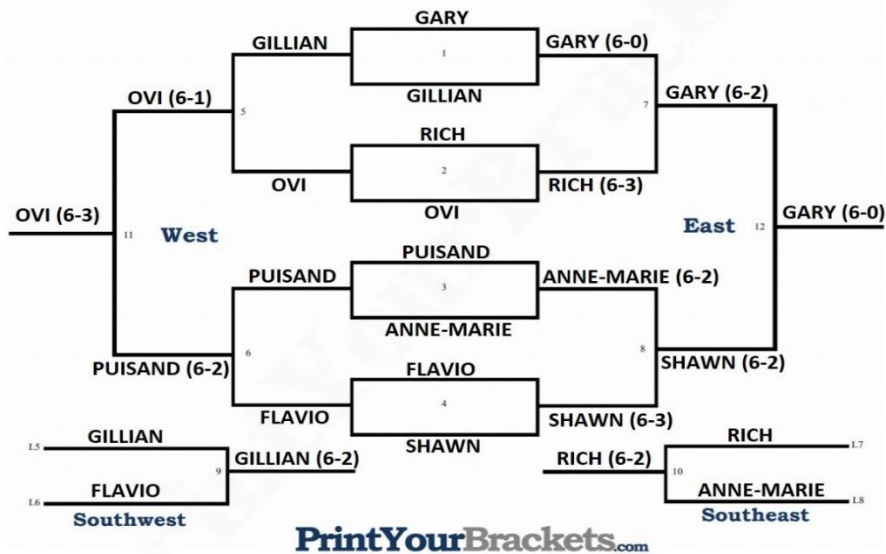 GARY
GILLIAN
GARY (6-0)
1
GILLIAN
OVI (6-1)
GARY (6-2)
5
7
RICH
2
OVI
RICH (6-3)
OVI
OVI (6-3)
11
West
East
12
GARY (6-0)
PUISAND
PUISAND
ANNE-MARIE (6-2)
3
ANNE-MARIE
6
8
PUISAND (6-2)
SHAWN (6-2)
FLAVIO
4
FLAVIO
SHAWN (6-3)
SHAWN
GILLIAN
RICH
L5
L7
9
GILLIAN (6-2)
RICH (6-2)
10
FLAVIO
ANNE-MARIE
L6
L8
Southwest
Southeast
PrintYourBrackets.com